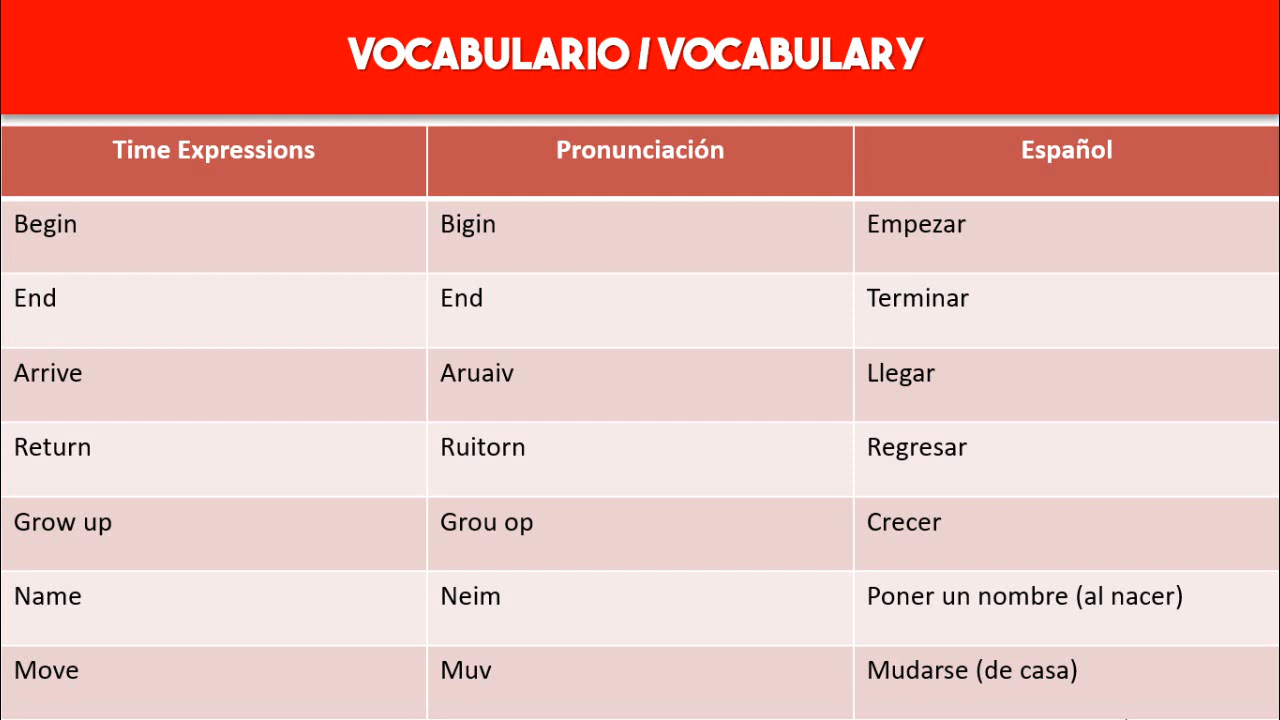 VOCABULARIO / VOCABULARY
Time Expressions Pronunciación Español
Begin Bigin Empezar
End End Terminar
Arrive Aruaiv Llegar
Return Ruitorn Regresar
Grow up Grou op Crecer
Name Neim Poner un nombre (al nacer)
Move Muv Mudarse (de casa)